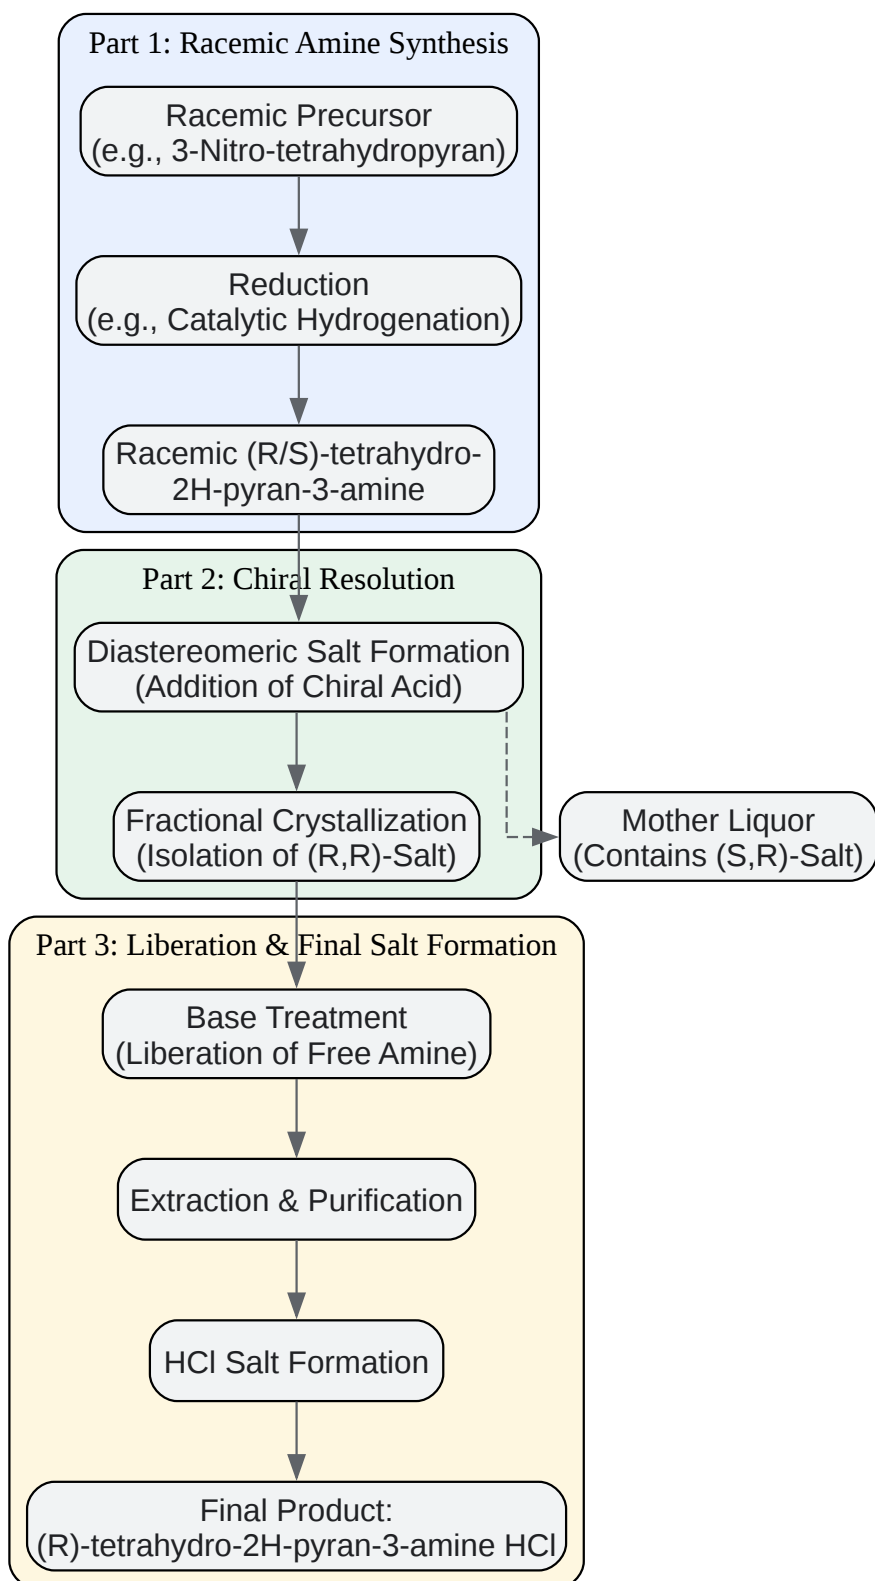 Part 1: Racemic Amine Synthesis
Racemic Precursor
(e.g., 3-Nitro-tetrahydropyran)
Reduction
(e.g., Catalytic Hydrogenation)
Racemic (R/S)-tetrahydro-
2H-pyran-3-amine
Part 2: Chiral Resolution
Diastereomeric Salt Formation
(Addition of Chiral Acid)
Fractional Crystallization
(Isolation of (R,R)-Salt)
Mother Liquor
(Contains (S,R)-Salt)
Part 3: Liberation & Final Salt Formation
Base Treatment
(Liberation of Free Amine)
Extraction & Purification
HCl Salt Formation
Final Product:
(R)-tetrahydro-2H-pyran-3-amine HCl